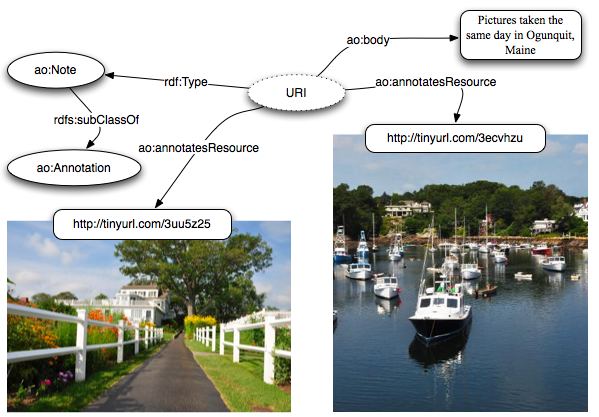 Pictures taken the
same day in Ogunquit,
Maine
ao:body
ao:Note
rdf:Type
URI
ao:annotatesResource
rdfs:subClassOf
http://tinyurl.com/3ecvhzu
ao:annotatesResource
ao:Annotation
http://tinyurl.com/3uu5z25